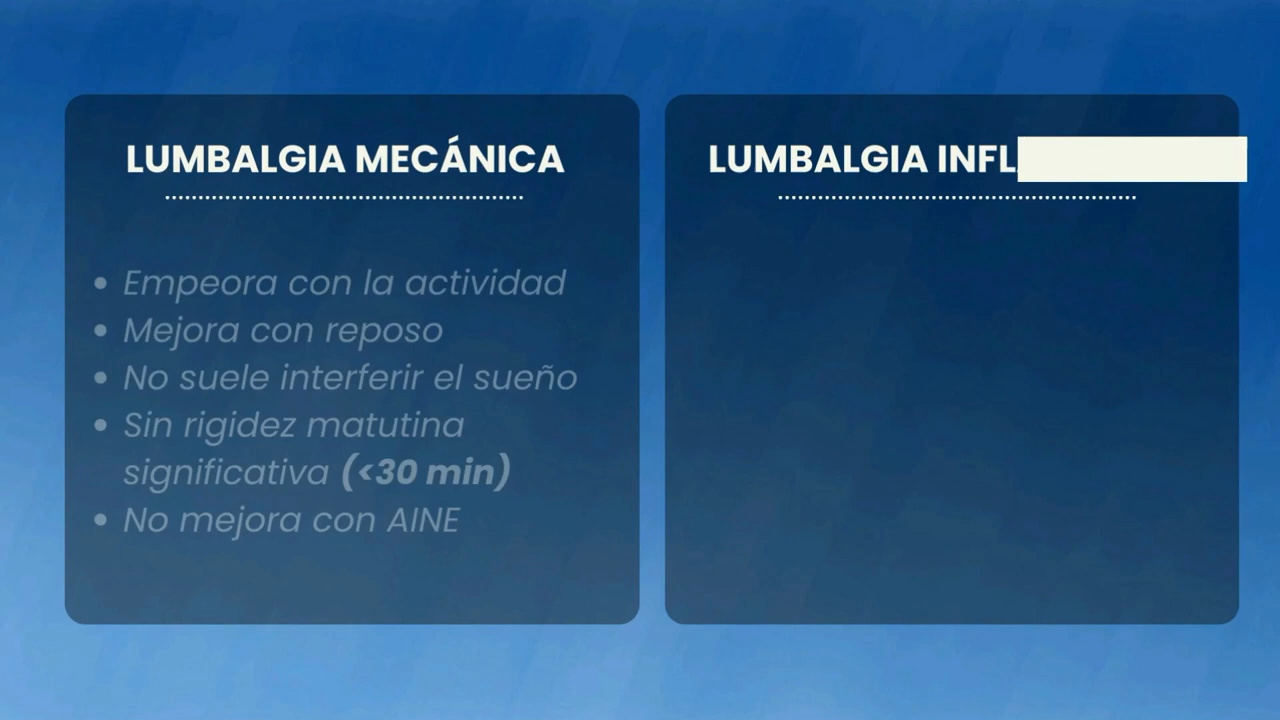 LUMBALGIA MECÁNICA
• Empeora con la actividad
• Mejora con reposo
• No suele interferir el sueño
• Sin rigidez matutina
significativa (<30 min)
• No mejora con AINE
LUMBALGIA INFL